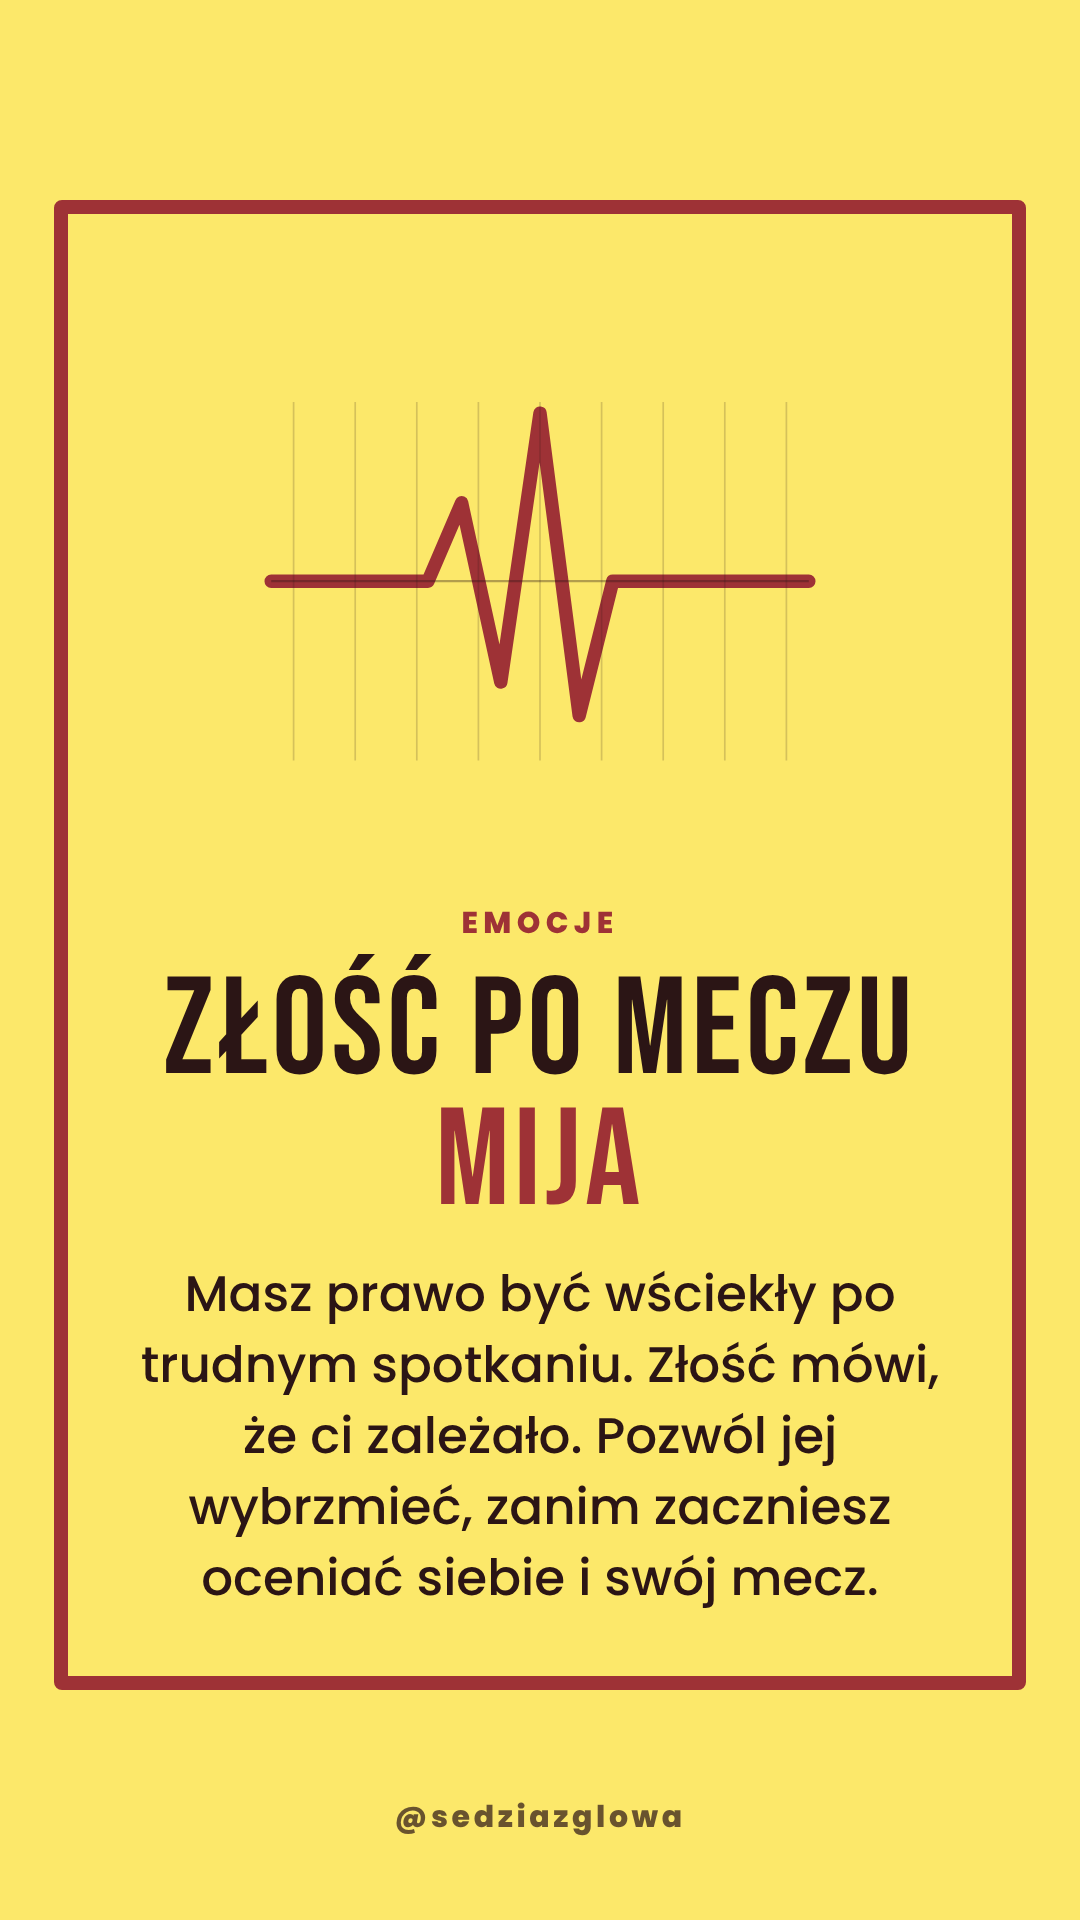 EMOCJE
ZŁOŚĆ PO MECZU
MIJA
Masz prawo być wściekły po
trudnym spotkaniu. Złość mówi,
że ci zależało. Pozwól jej
wybrzmieć, zanim zaczniesz
oceniać siebie i swój mecz.
@sedziazglowa